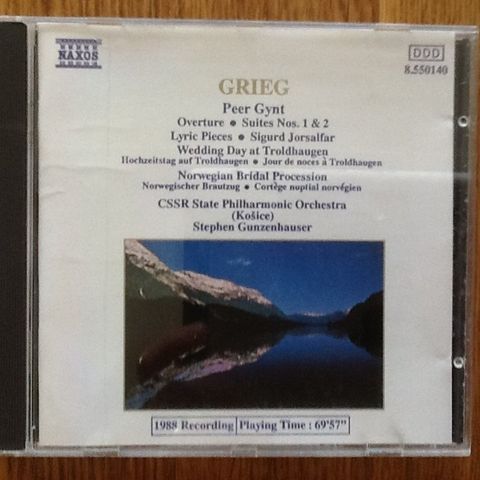 NAXOS
DDD
8.550140
GRIEG
Peer Gynt
Overture • Suites Nos. 1 & 2
Lyric Pieces • Sigurd Jorsalfar
Wedding Day at Troldhaugen
Hochzeitstag auf Troldhaugen • Jour de noces à Troldhaugen
Norwegian Bridal Procession
Norwegischer Brautzug • Cortège nuptial norvégien
CSSR State Philharmonic Orchestra
(Košice)
Stephen Gunzenhauser
1988 Recording Playing Time : 69'57"